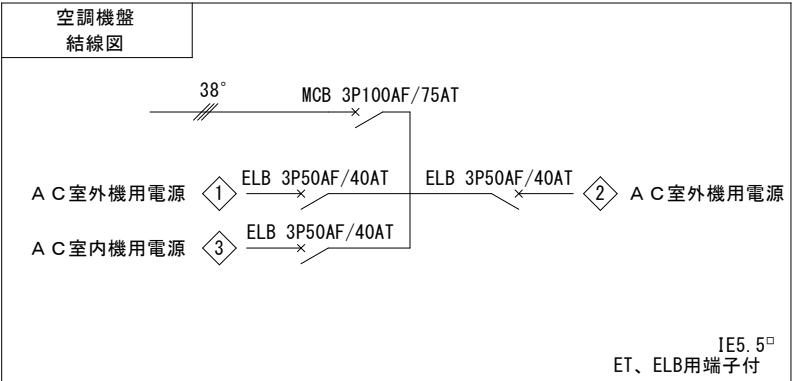 空調機盤
結線図
38°
MCB 3P100AF/75AT
AC室外機用電源 1 ELB 3P50AF/40AT ELB 3P50AF/40AT 2 AC室外機用電源
AC室内機用電源 3 ELB 3P50AF/40AT
IE5.5□
ET、ELB用端子付